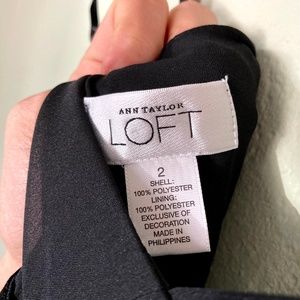 ANN TAYLOR
LOFT
2
SHELL:
100% POLYESTER
LINING:
100% POLYESTER
EXCLUSIVE OF
DECORATION
MADE IN
PHILIPPINES